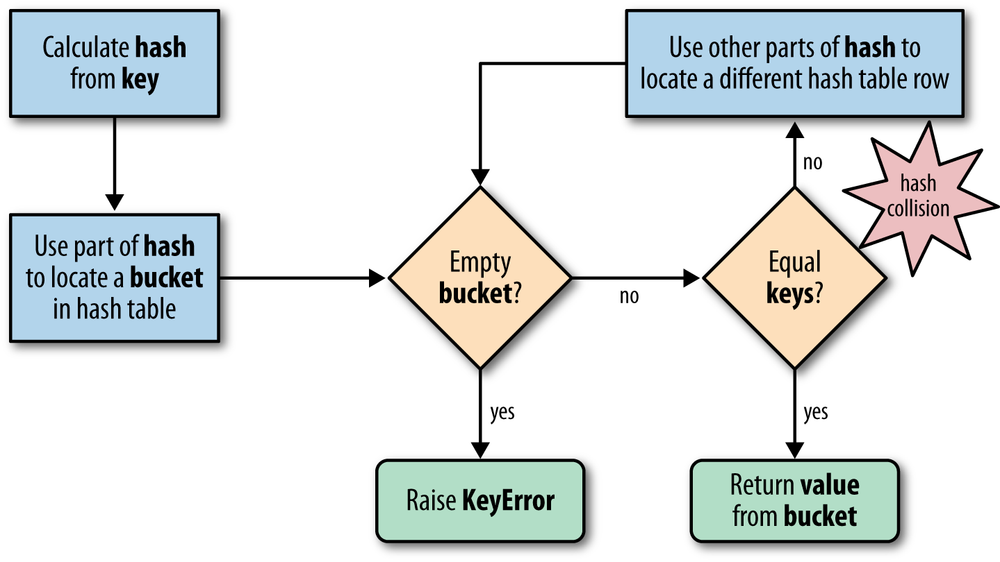 Calculate hash
from key
Use part of hash
to locate a bucket
in hash table
Empty
bucket?
yes
Raise KeyError
no
Equal
keys?
yes
Return value
from bucket
no
hash
collision
Use other parts of hash to
locate a different hash table row